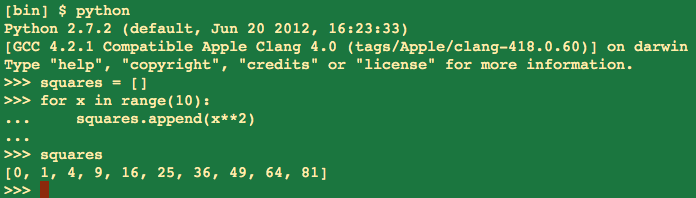 [bin] $ python
Python 2.7.2 (default, Jun 20 2012, 16:23:33)
[GCC 4.2.1 Compatible Apple Clang 4.0 (tags/Apple/clang-418.0.60)] on darwin
Type "help", "copyright", "credits" or "license" for more information.
>>> squares = []
>>> for x in range(10):
...     squares.append(x**2)
...
>>> squares
[0, 1, 4, 9, 16, 25, 36, 49, 64, 81]
>>>